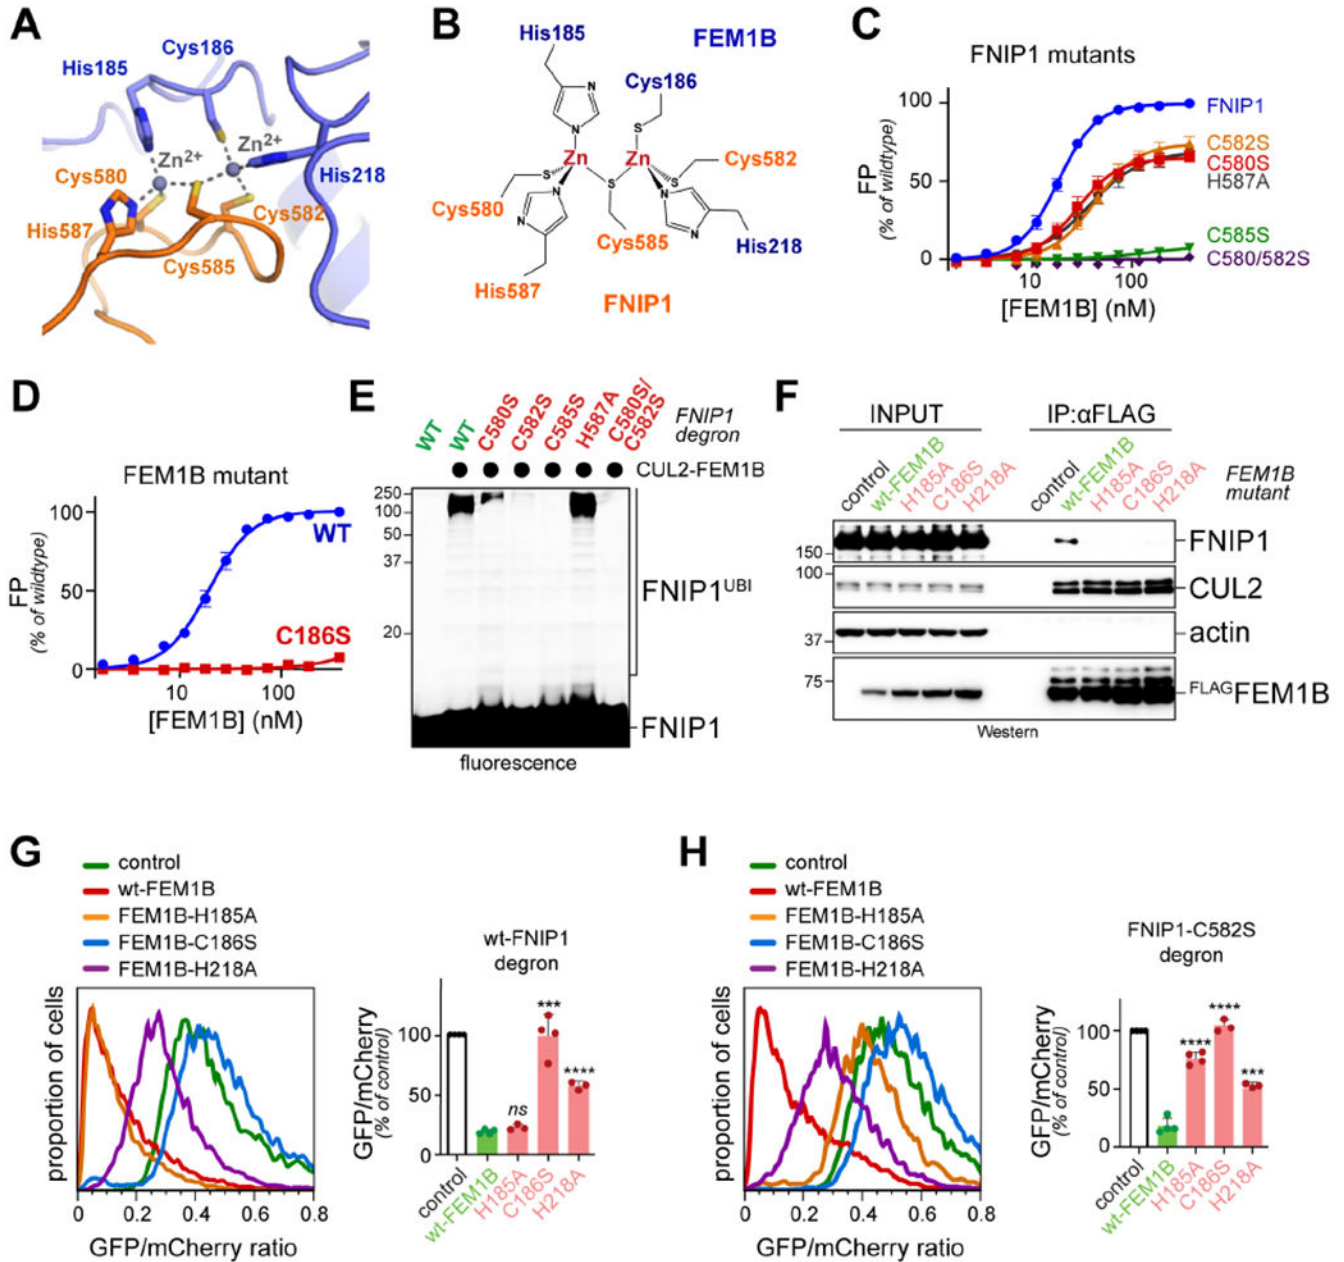 A
Cys186
His185
Zn2+
Zn2+
Cys580
His218
His587
Cys582
Cys585
B
His185
FEM1B
Cys186
N
N
S
Zn
Zn
Cys582
S
S
S
N
N
Cys580
N
N
Cys585
His218
His587
FNIP1
C
FNIP1 mutants
FP
(% of wildtype)
100
50
0
10
100
[FEM1B] (nM)
FNIP1
C582S
C580S
H587A
C585S
C580/582S
D
FEM1B mutant
FP
(% of wildtype)
100
50
0
WT
C186S
10
100
[FEM1B] (nM)
E
WT
WT
C580S
C582S
C585S
H587A
C580S/
C582S
FNIP1
degron
CUL2-FEM1B
250
100
50
37
20
FNIP1UBI
FNIP1
fluorescence
F
INPUT
IP:αFLAG
control
wt-FEM1B
H185A
C186S
H218A
control
wt-FEM1B
H185A
C186S
H218A
FEM1B
mutant
150
FNIP1
100
CUL2
37
actin
75
FLAGFEM1B
Western
G
control
wt-FEM1B
FEM1B-H185A
FEM1B-C186S
FEM1B-H218A
proportion of cells
0
0.2
0.4
0.6
0.8
GFP/mCherry ratio
wt-FNIP1
degron
GFP/mCherry
(% of control)
100
50
0
ns
***
****
control
wt-FEM1B
H185A
C186S
H218A
H
control
wt-FEM1B
FEM1B-H185A
FEM1B-C186S
FEM1B-H218A
proportion of cells
0
0.2
0.4
0.6
0.8
GFP/mCherry ratio
FNIP1-C582S
degron
GFP/mCherry
(% of control)
100
50
0
****
****
***
control
wt-FEM1B
H185A
C186S
H218A